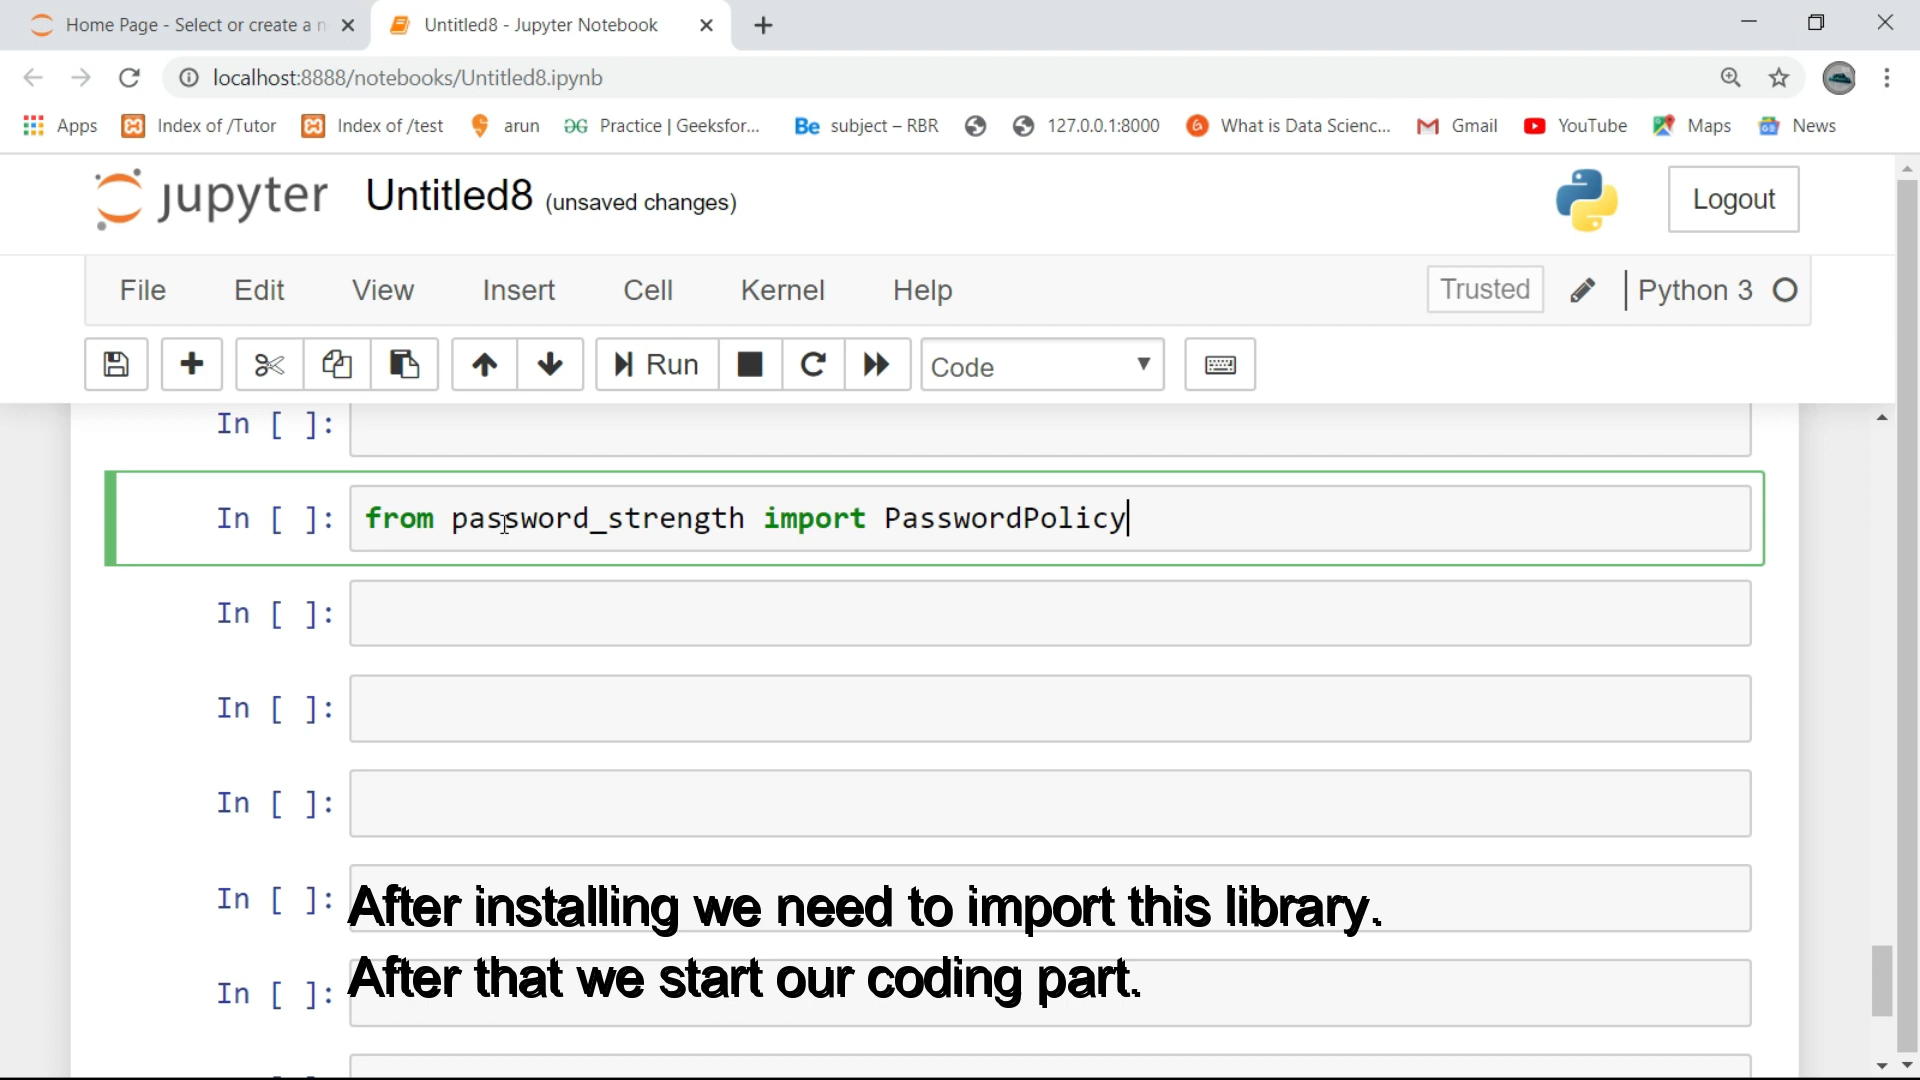 Home Page - Select or create a n
Untitled8 - Jupyter Notebook
localhost:8888/notebooks/Untitled8.ipynb
Apps
Index of /Tutor
Index of /test
arun
Practice | Geeksfor...
Be subject – RBR
127.0.0.1:8000
What is Data Scienc...
Gmail
YouTube
Maps
News
jupyter Untitled8 (unsaved changes)
Logout
File Edit View Insert Cell Kernel Help
Trusted
Python 3
Run
Code
In [ ]:
In [ ]: from password_strength import PasswordPolicy
In [ ]:
In [ ]:
In [ ]:
In [ ]: After installing we need to import this library.
In [ ]: After that we start our coding part.